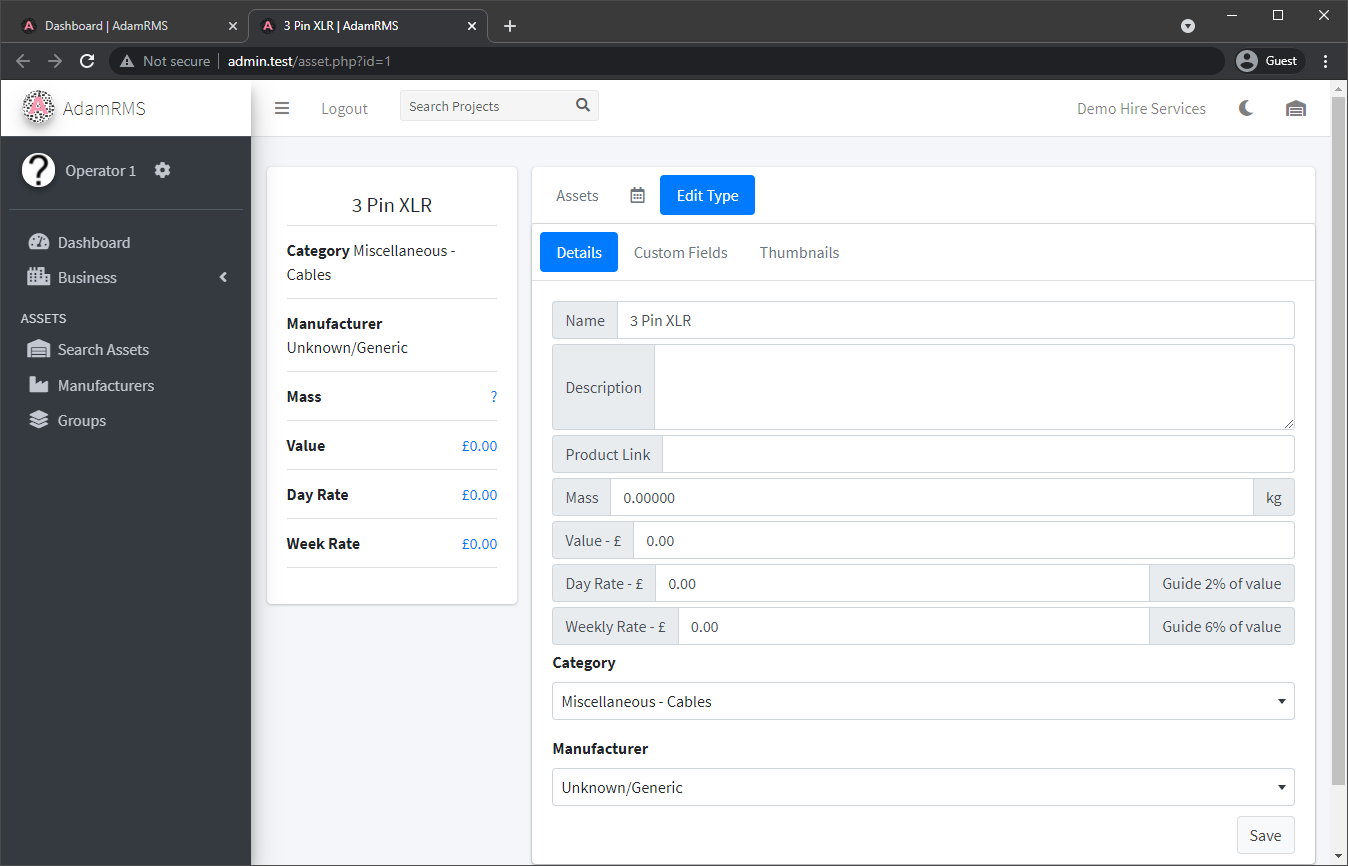 A Dashboard | AdamRMS
A 3 Pin XLR | AdamRMS
Not secure admin.test/asset.php?id=1 Guest
A AdamRMS
Logout Search Projects Demo Hire Services
Operator 1
Dashboard
Business
ASSETS
Search Assets
Manufacturers
Groups
3 Pin XLR
Category Miscellaneous -
Cables
Manufacturer
Unknown/Generic
Mass ?
Value £0.00
Day Rate £0.00
Week Rate £0.00
Assets Edit Type
Details Custom Fields Thumbnails
Name 3 Pin XLR
Description
Product Link
Mass 0.00000 kg
Value - £ 0.00
Day Rate - £ 0.00 Guide 2% of value
Weekly Rate - £ 0.00 Guide 6% of value
Category
Miscellaneous - Cables
Manufacturer
Unknown/Generic
Save